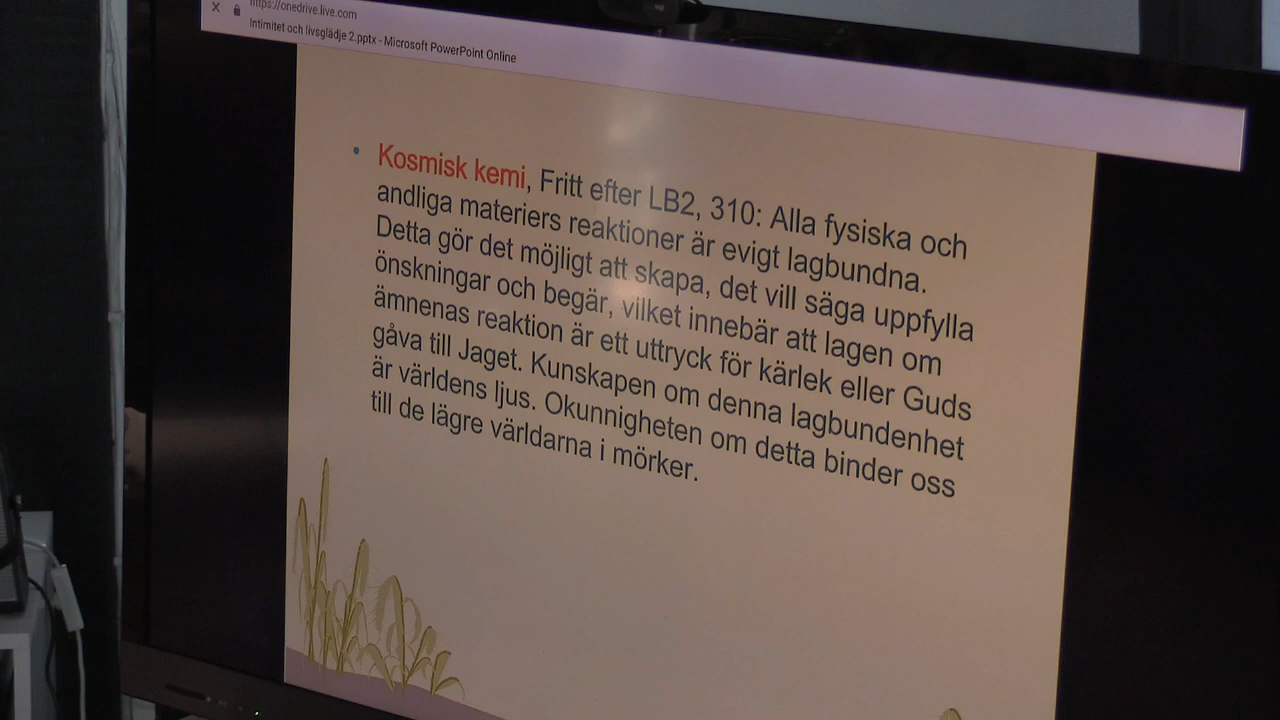 https://onedrive.live.com
Intimitet och livsglädje 2.pptx - Microsoft PowerPoint Online
Kosmisk kemi, Fritt efter LB2, 310: Alla fysiska och
andliga materiers reaktioner är evigt lagbundna.
Detta gör det möjligt att skapa, det vill säga uppfylla
önskningar och begär, vilket innebär att lagen om
ämnenas reaktion är ett uttryck för kärlek eller Guds
gåva till Jaget. Kunskapen om denna lagbundenhet
är världens ljus. Okunnigheten om detta binder oss
till de lägre världarna i mörker.